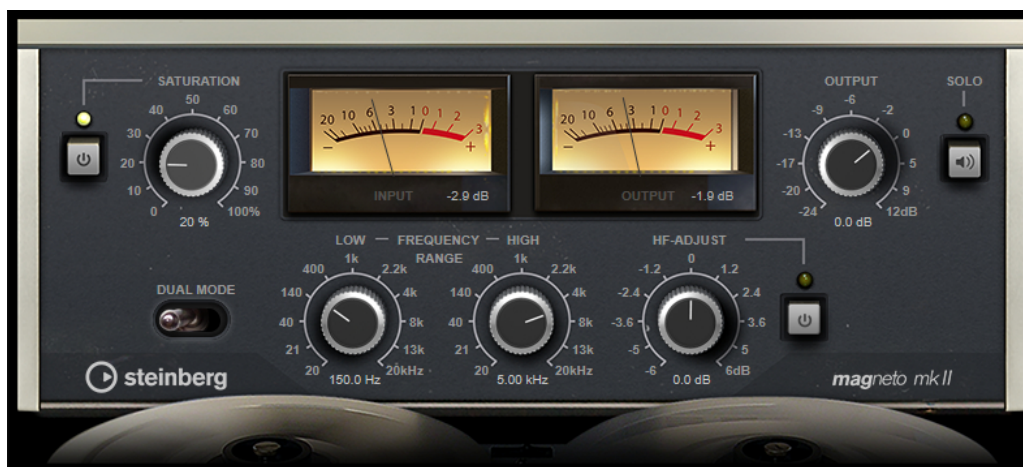 SATURATION
0 10 20 30 40 50 60 70 80 90 100%
20 %
20 10 6 3 1 0 1 2 3
- +
INPUT -2.9 dB
20 10 6 3 1 0 1 2 3
- +
OUTPUT -1.9 dB
OUTPUT
-24 -20 -17 -13 -9 -6 -2 0 5 9 12dB
0.0 dB
SOLO
DUAL MODE
LOW — FREQUENCY — HIGH
RANGE
20 21 40 140 400 1k 2.2k 4k 8k 13k 20kHz
150.0 Hz
20 21 40 140 400 1k 2.2k 4k 8k 13k 20kHz
5.00 kHz
HF-ADJUST
-6 -5 -3.6 -2.4 -1.2 0 1.2 2.4 3.6 5 6dB
0.0 dB
steinberg
magneto mkII